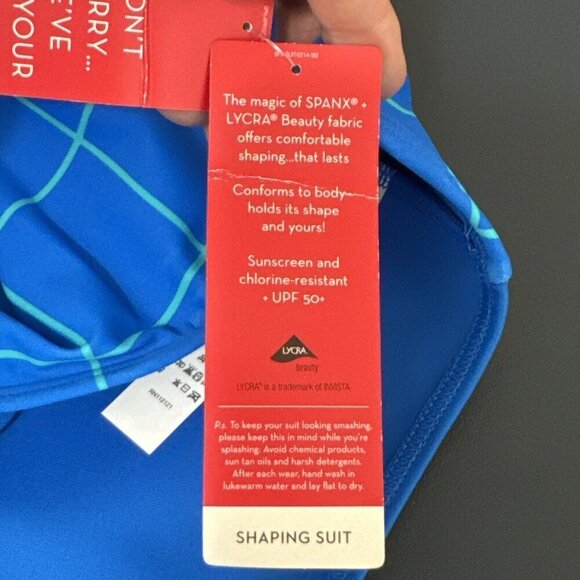 ON'T
RRY...
E'VE
YOUR
The magic of SPANX® +
LYCRA® Beauty fabric
offers comfortable
shaping...that lasts
Conforms to body
holds its shape
and yours!
Sunscreen and
chlorine-resistant
+ UPF 50+
LYCRA
beauty
LYCRA® is a trademark of INVISTA
P.s. To keep your suit looking smashing,
please keep this in mind while you're
splashing. Avoid chemical products,
sun tan oils and harsh detergents.
After each wear, hand wash in
lukewarm water and lay flat to dry.
SHAPING SUIT